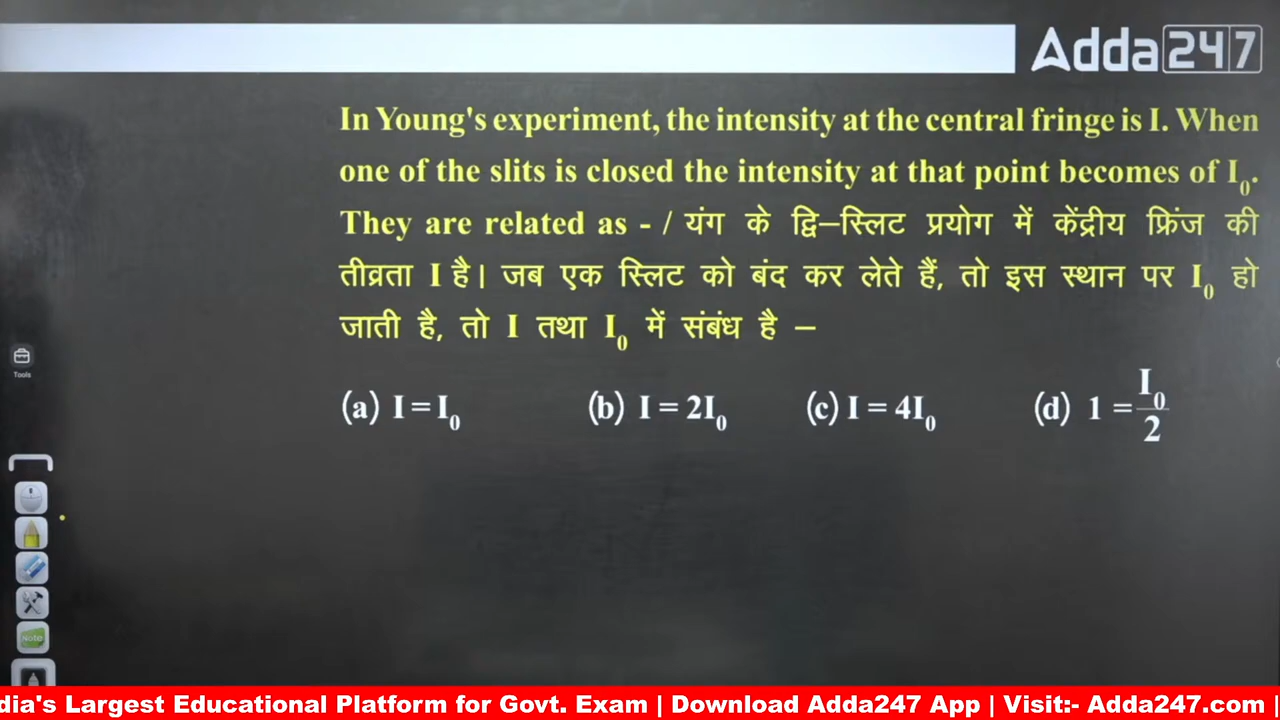 Adda247
In Young's experiment, the intensity at the central fringe is I. When
one of the slits is closed the intensity at that point becomes of I₀.
They are related as - / यंग के द्वि–स्लिट प्रयोग में केंद्रीय फ्रिंज की
तीव्रता I है। जब एक स्लिट को बंद कर लेते हैं, तो इस स्थान पर I₀ हो
जाती है, तो I तथा I₀ में संबंध है –
(a) I = I₀ (b) I = 2I₀ (c) I = 4I₀ (d) 1 = I₀/2
Tools
Note
dia's Largest Educational Platform for Govt. Exam | Download Adda247 App | Visit:- Adda247.com |